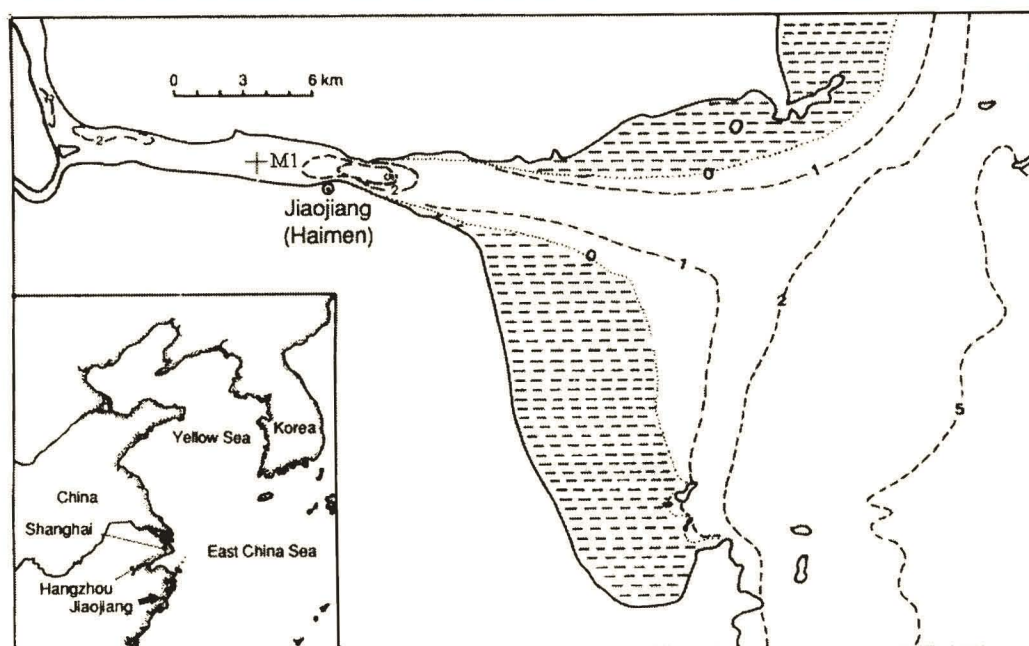 0 3 6 km
2
M1
2
Jiaojiang
(Haimen)
0
0
1
0
1
2
5
Yellow Sea
Korea
China
Shanghai
East China Sea
Hangzhou
Jiaojiang